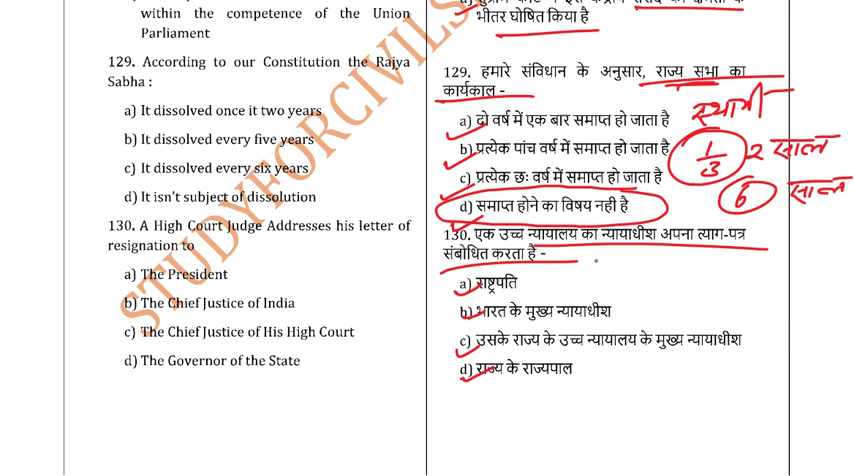 within the competence of the Union
Parliament
129. According to our Constitution the Rajya
Sabha :
a) It dissolved once it two years
b) It dissolved every five years
c) It dissolved every six years
d) It isn't subject of dissolution
130. A High Court Judge Addresses his letter of
resignation to
a) The President
b) The Chief Justice of India
c) The Chief Justice of His High Court
d) The Governor of the State
STUDYFORCIVILS
भीतर घोषित किया है
129. हमारे संविधान के अनुसार, राज्य सभा का
कार्यकाल -
a) दो वर्ष में एक बार समाप्त हो जाता है
b) प्रत्येक पांच वर्ष में समाप्त हो जाता है
c) प्रत्येक छः वर्ष में समाप्त हो जाता है
d) समाप्त होने का विषय नही है
130. एक उच्च न्यायालय का न्यायाधीश अपना त्याग-पत्र
संबोधित करता है -
a) राष्ट्रपति
b) भारत के मुख्य न्यायाधीश
c) उसके राज्य के उच्च न्यायालय के मुख्य न्यायाधीश
d) राज्य के राज्यपाल
स्थायी
1/3 2 साल
6 साल